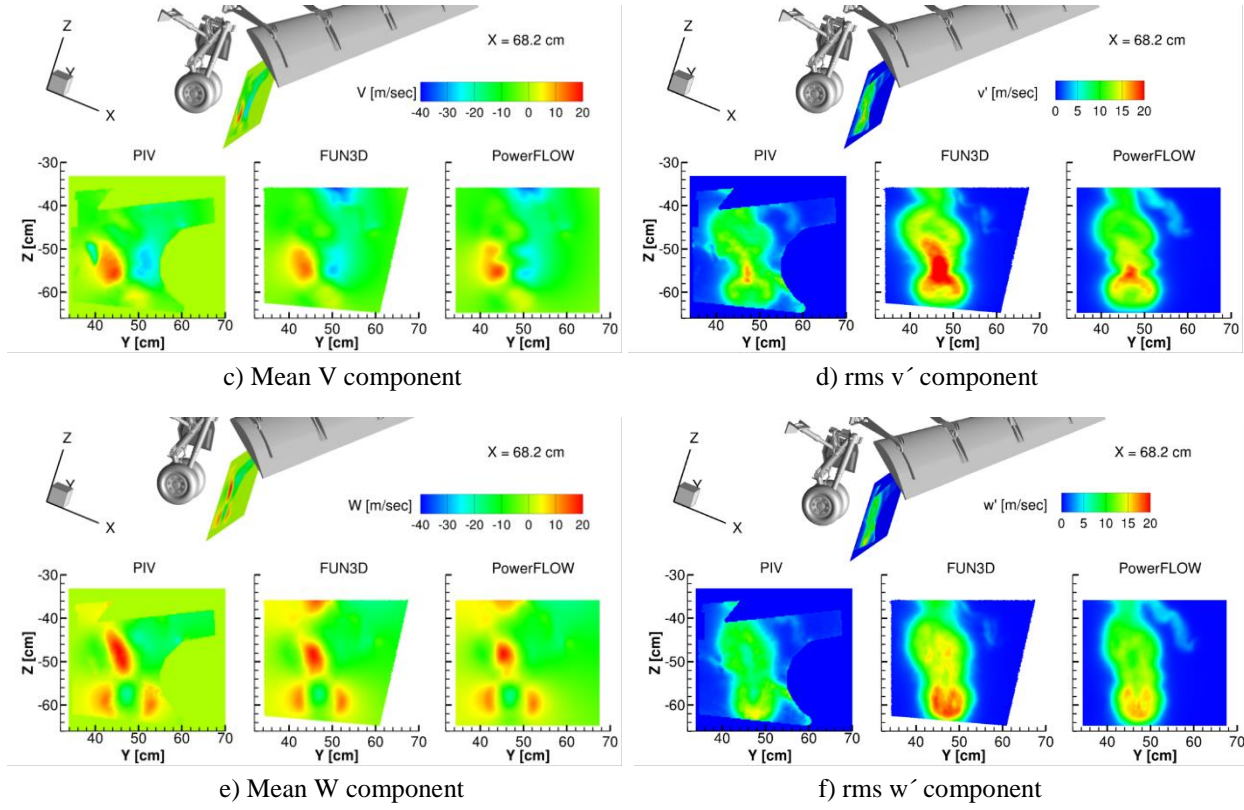 Z
Y
X
X = 68.2 cm
V [m/sec]
-40 -30 -20 -10 0 10 20
PIV
FUN3D
PowerFLOW
Z [cm]
-30
-40
-50
-60
40 50 60 70
40 50 60 70
40 50 60 70
Y [cm]
Y [cm]
Y [cm]
c) Mean V component
Z
Y
X
X = 68.2 cm
v' [m/sec]
0 5 10 15 20
PIV
FUN3D
PowerFLOW
Z [cm]
-30
-40
-50
-60
40 50 60 70
40 50 60 70
40 50 60 70
Y [cm]
Y [cm]
Y [cm]
d) rms v´ component
Z
Y
X
X = 68.2 cm
W [m/sec]
-40 -30 -20 -10 0 10 20
PIV
FUN3D
PowerFLOW
Z [cm]
-30
-40
-50
-60
40 50 60 70
40 50 60 70
40 50 60 70
Y [cm]
Y [cm]
Y [cm]
e) Mean W component
Z
Y
X
X = 68.2 cm
w' [m/sec]
0 5 10 15 20
PIV
FUN3D
PowerFLOW
Z [cm]
-30
-40
-50
-60
40 50 60 70
40 50 60 70
40 50 60 70
Y [cm]
Y [cm]
Y [cm]
f) rms w´ component